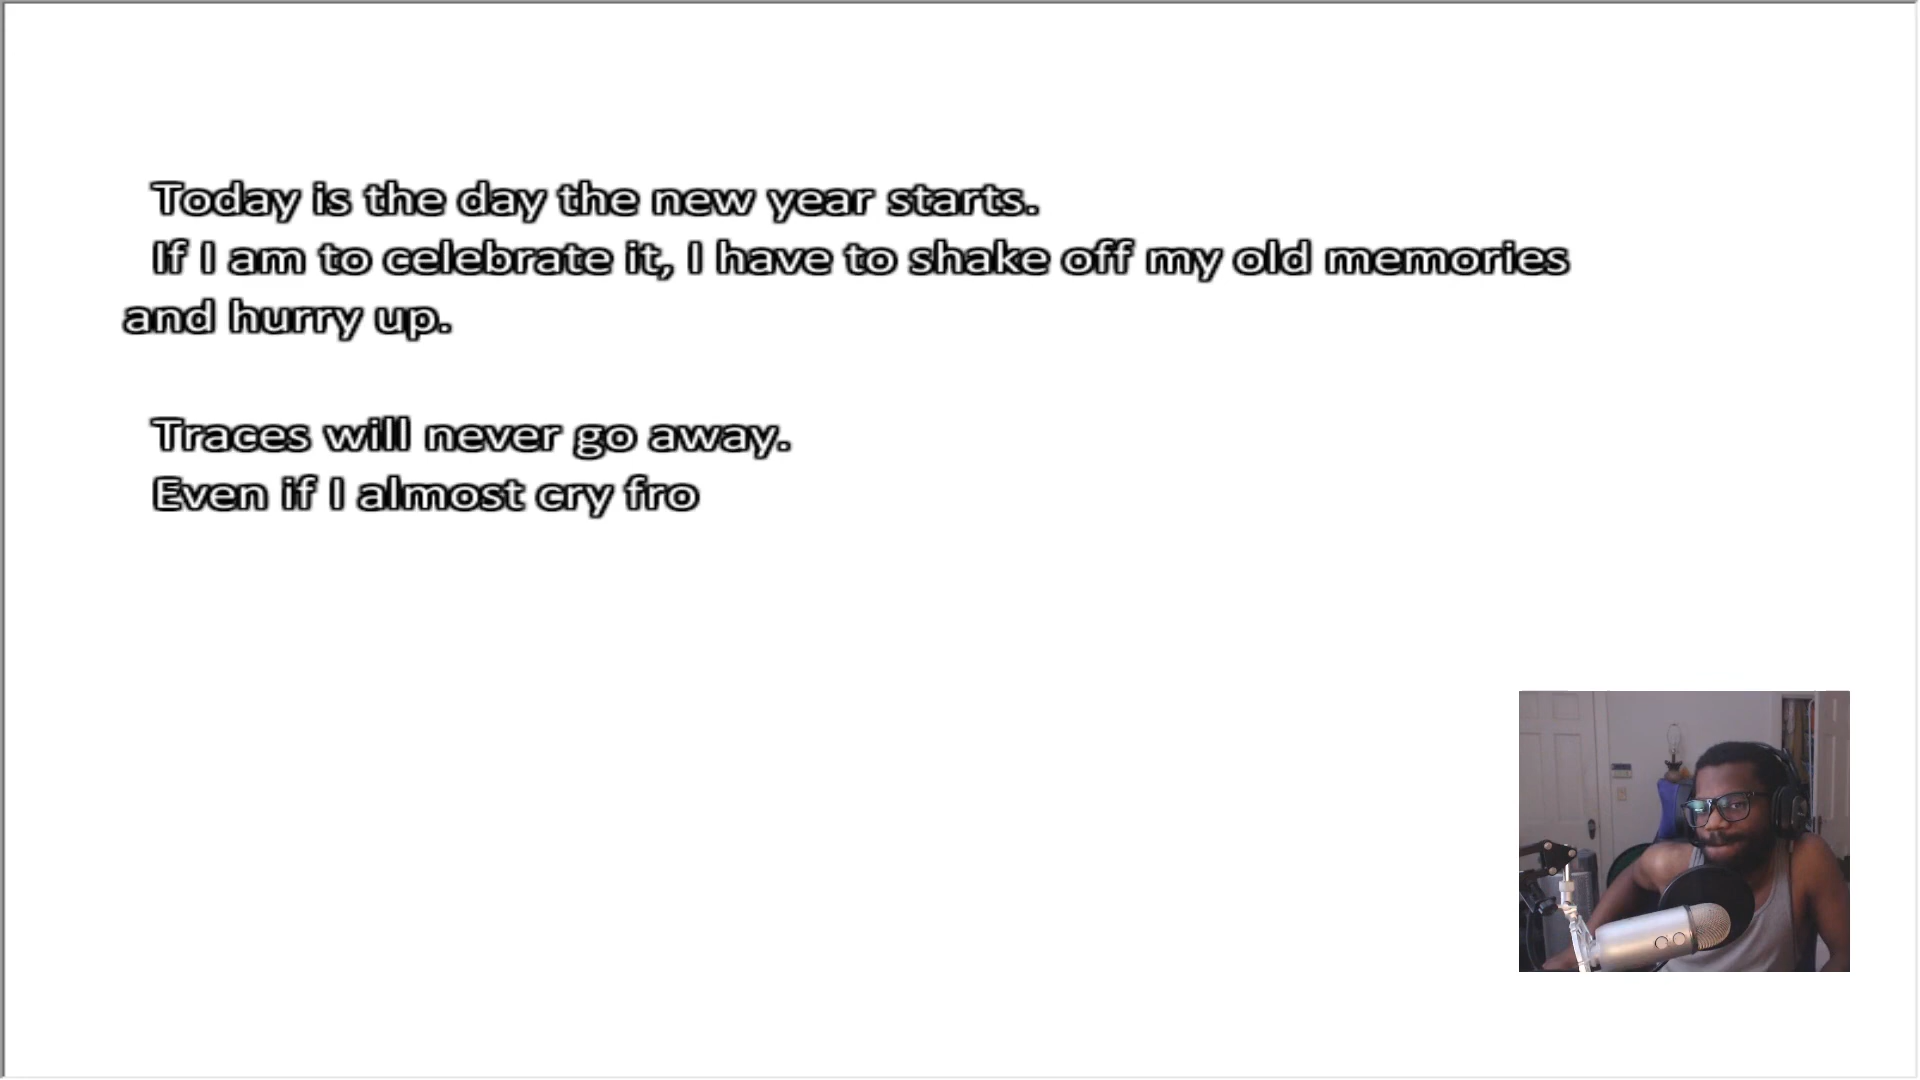 Today is the day the new year starts.
If I am to celebrate it, I have to shake off my old memories
and hurry up.
Traces will never go away.
Even if I almost cry fro